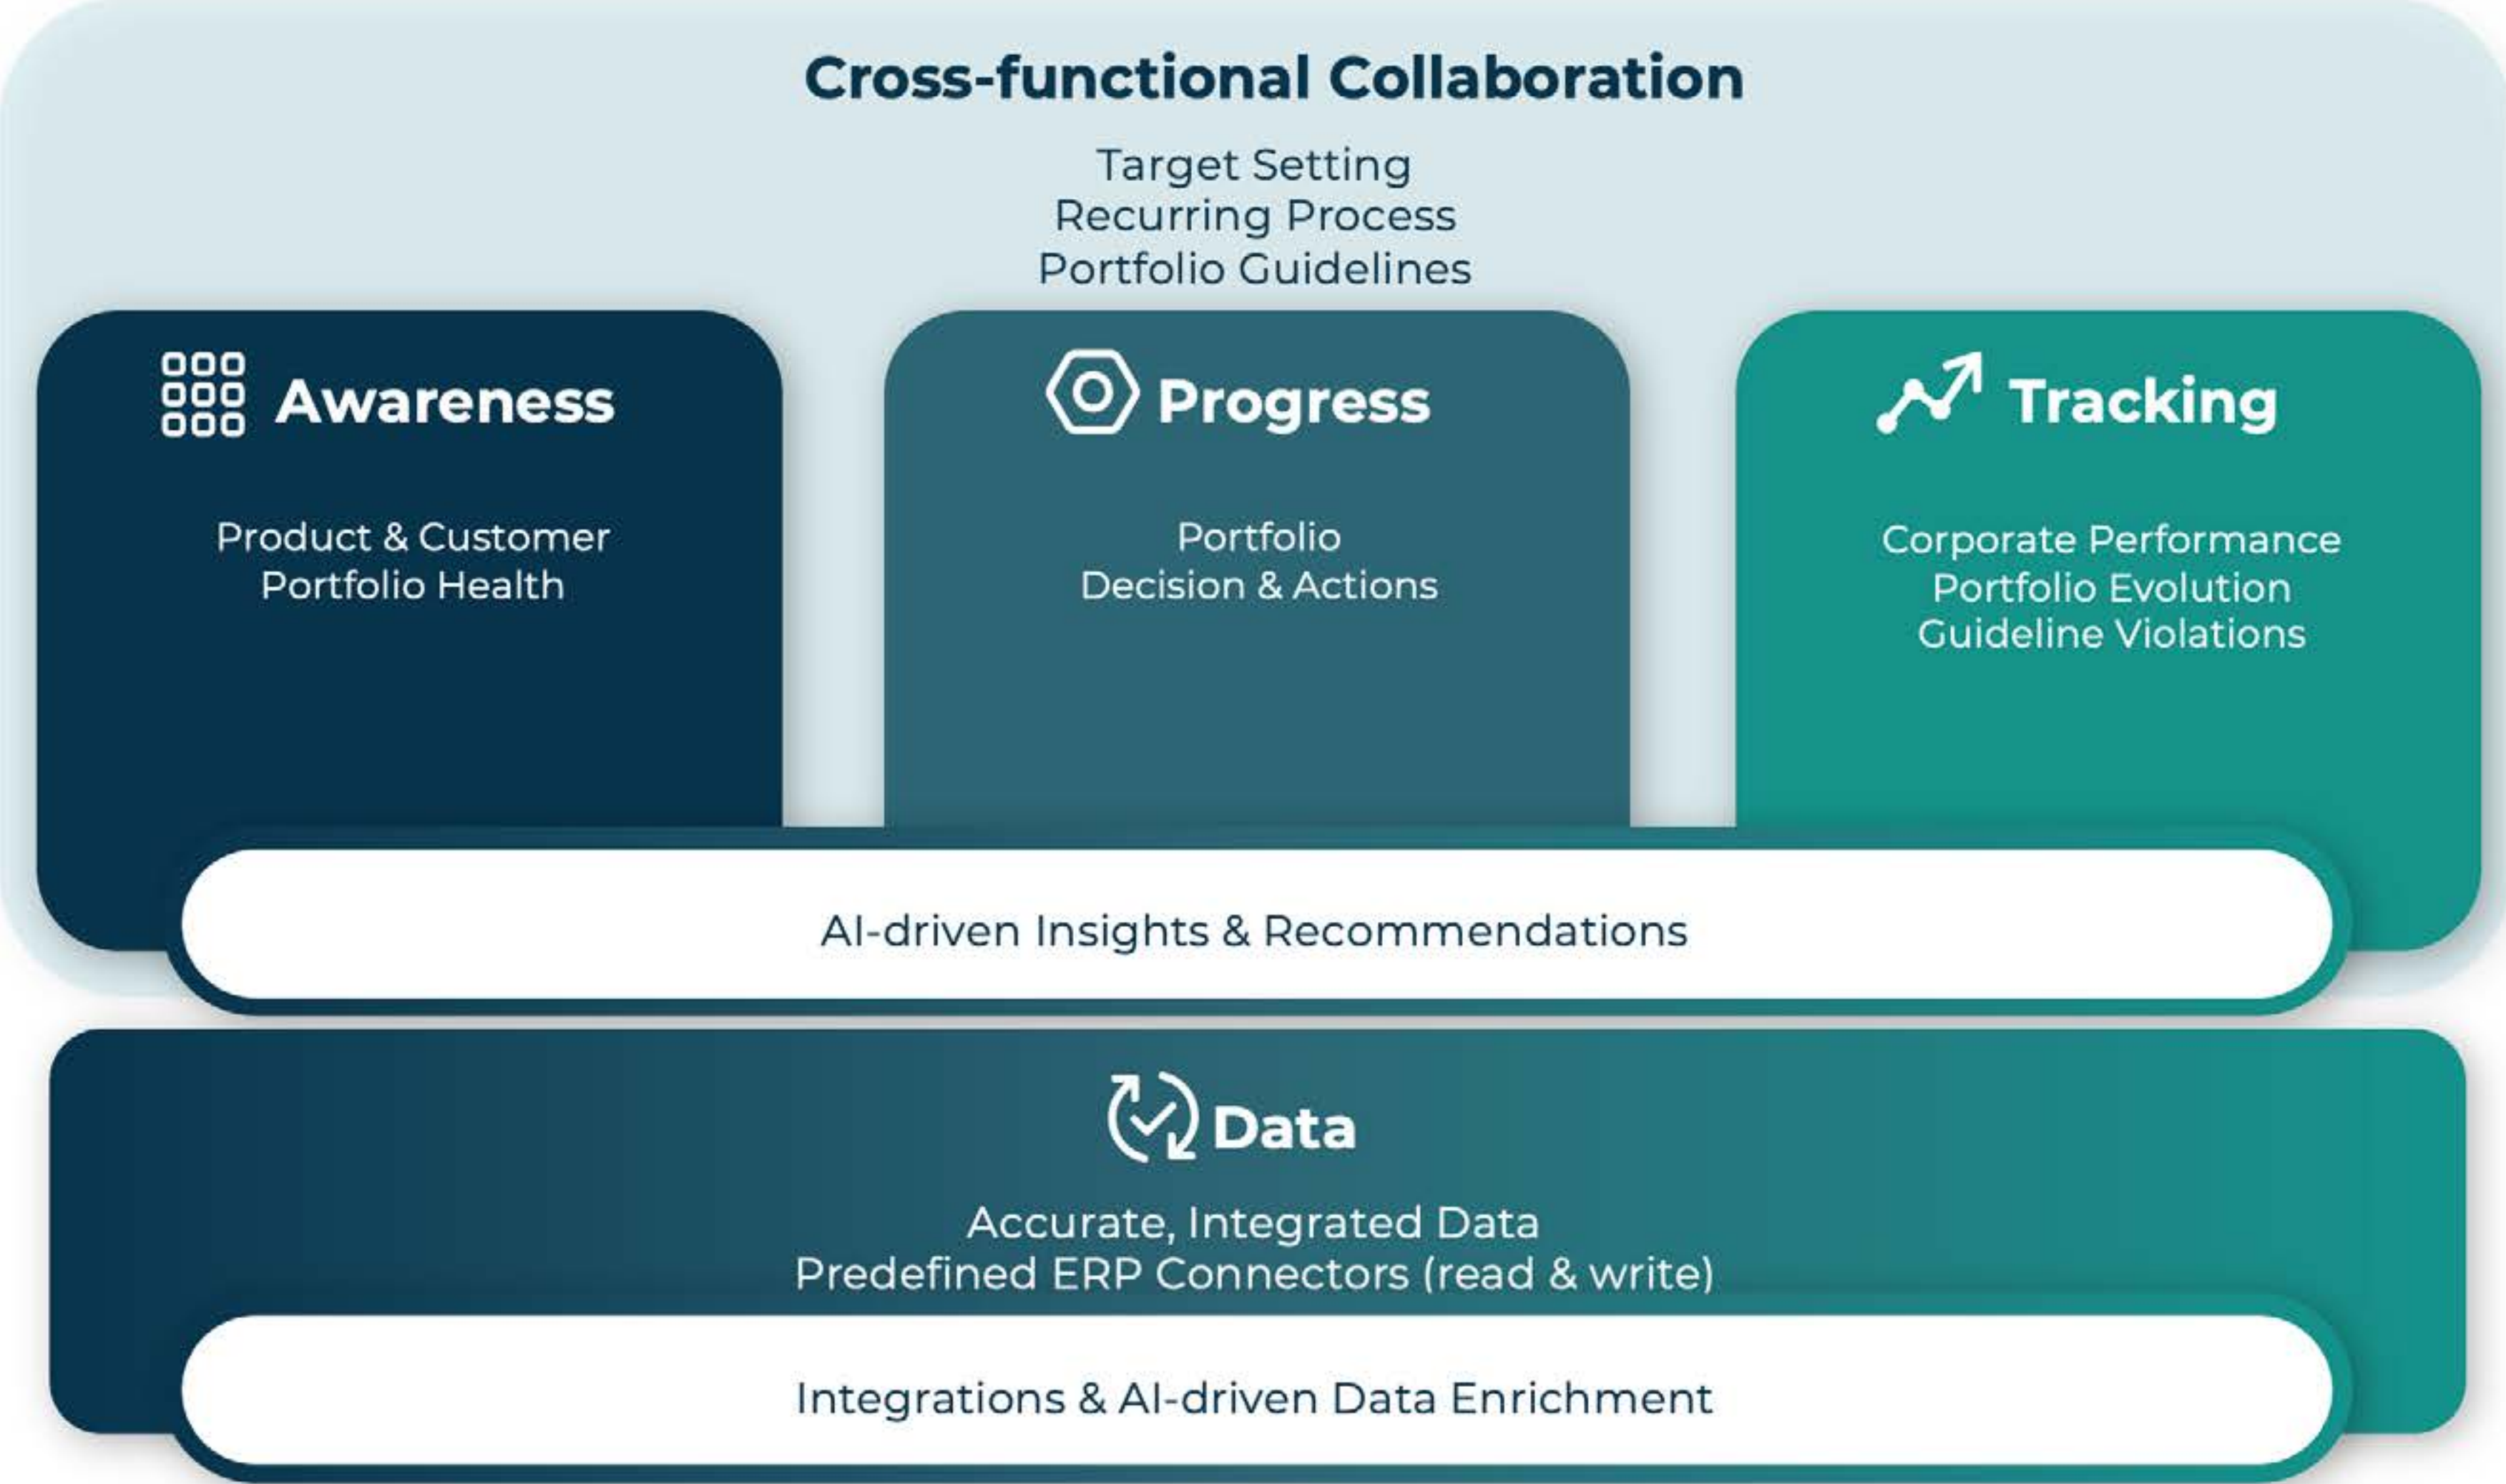 Cross-functional Collaboration
Target Setting
Recurring Process
Portfolio Guidelines
Awareness
Product & Customer
Portfolio Health
Progress
Portfolio
Decision & Actions
Tracking
Corporate Performance
Portfolio Evolution
Guideline Violations
AI-driven Insights & Recommendations
Data
Accurate, Integrated Data
Predefined ERP Connectors (read & write)
Integrations & AI-driven Data Enrichment